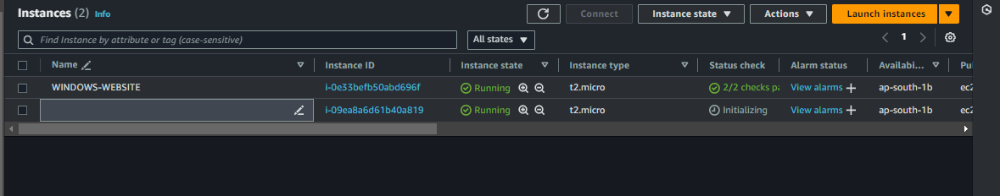 Instances (2) Info Connect Instance state Actions Launch instances
Find Instance by attribute or tag (case-sensitive) All states 1
Name Instance ID Instance state Instance type Status check Alarm status Availabi... Pu
WINDOWS-WEBSITE i-0e33befb50abd696f Running t2.micro 2/2 checks pa View alarms + ap-south-1b ec2
i-09ea8a6d61b40a819 Running t2.micro Initializing View alarms + ap-south-1b ec2